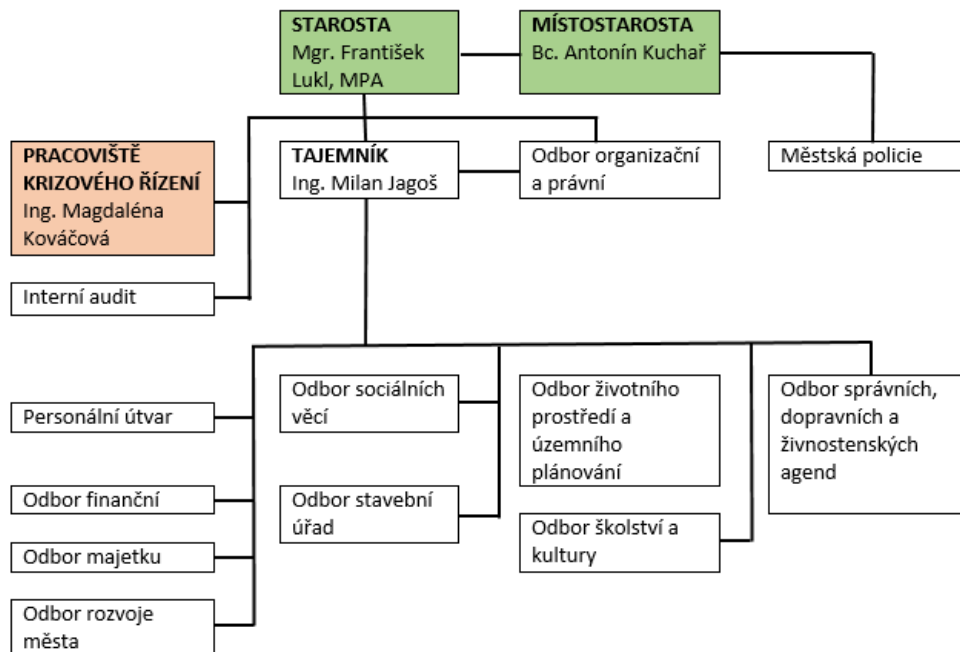 STAROSTA
Mgr. František
Lukl, MPA
MÍSTOSTAROSTA
Bc. Antonín Kuchař
PRACOVIŠTĚ
KRIZOVÉHO ŘÍZENÍ
Ing. Magdaléna
Kováčová
TAJEMNÍK
Ing. Milan Jagoš
Odbor organizační
a právní
Městská policie
Interní audit
Personální útvar
Odbor finanční
Odbor majetku
Odbor rozvoje
města
Odbor sociálních
věcí
Odbor stavební
úřad
Odbor životního
prostředí a
územního
plánování
Odbor školství a
kultury
Odbor správních,
dopravních a
živnostenských
agend